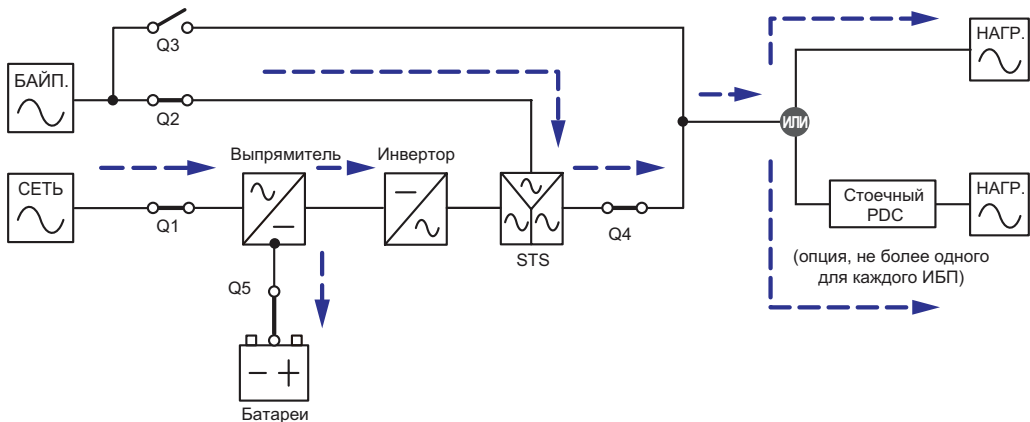 Q3
НАГР.
БАЙП.
Q2
ИЛИ
Выпрямитель
Инвертор
СЕТЬ
Q1
STS
Q4
Стоечный
PDC
НАГР.
(опция, не более одного
для каждого ИБП)
Q5
Батареи